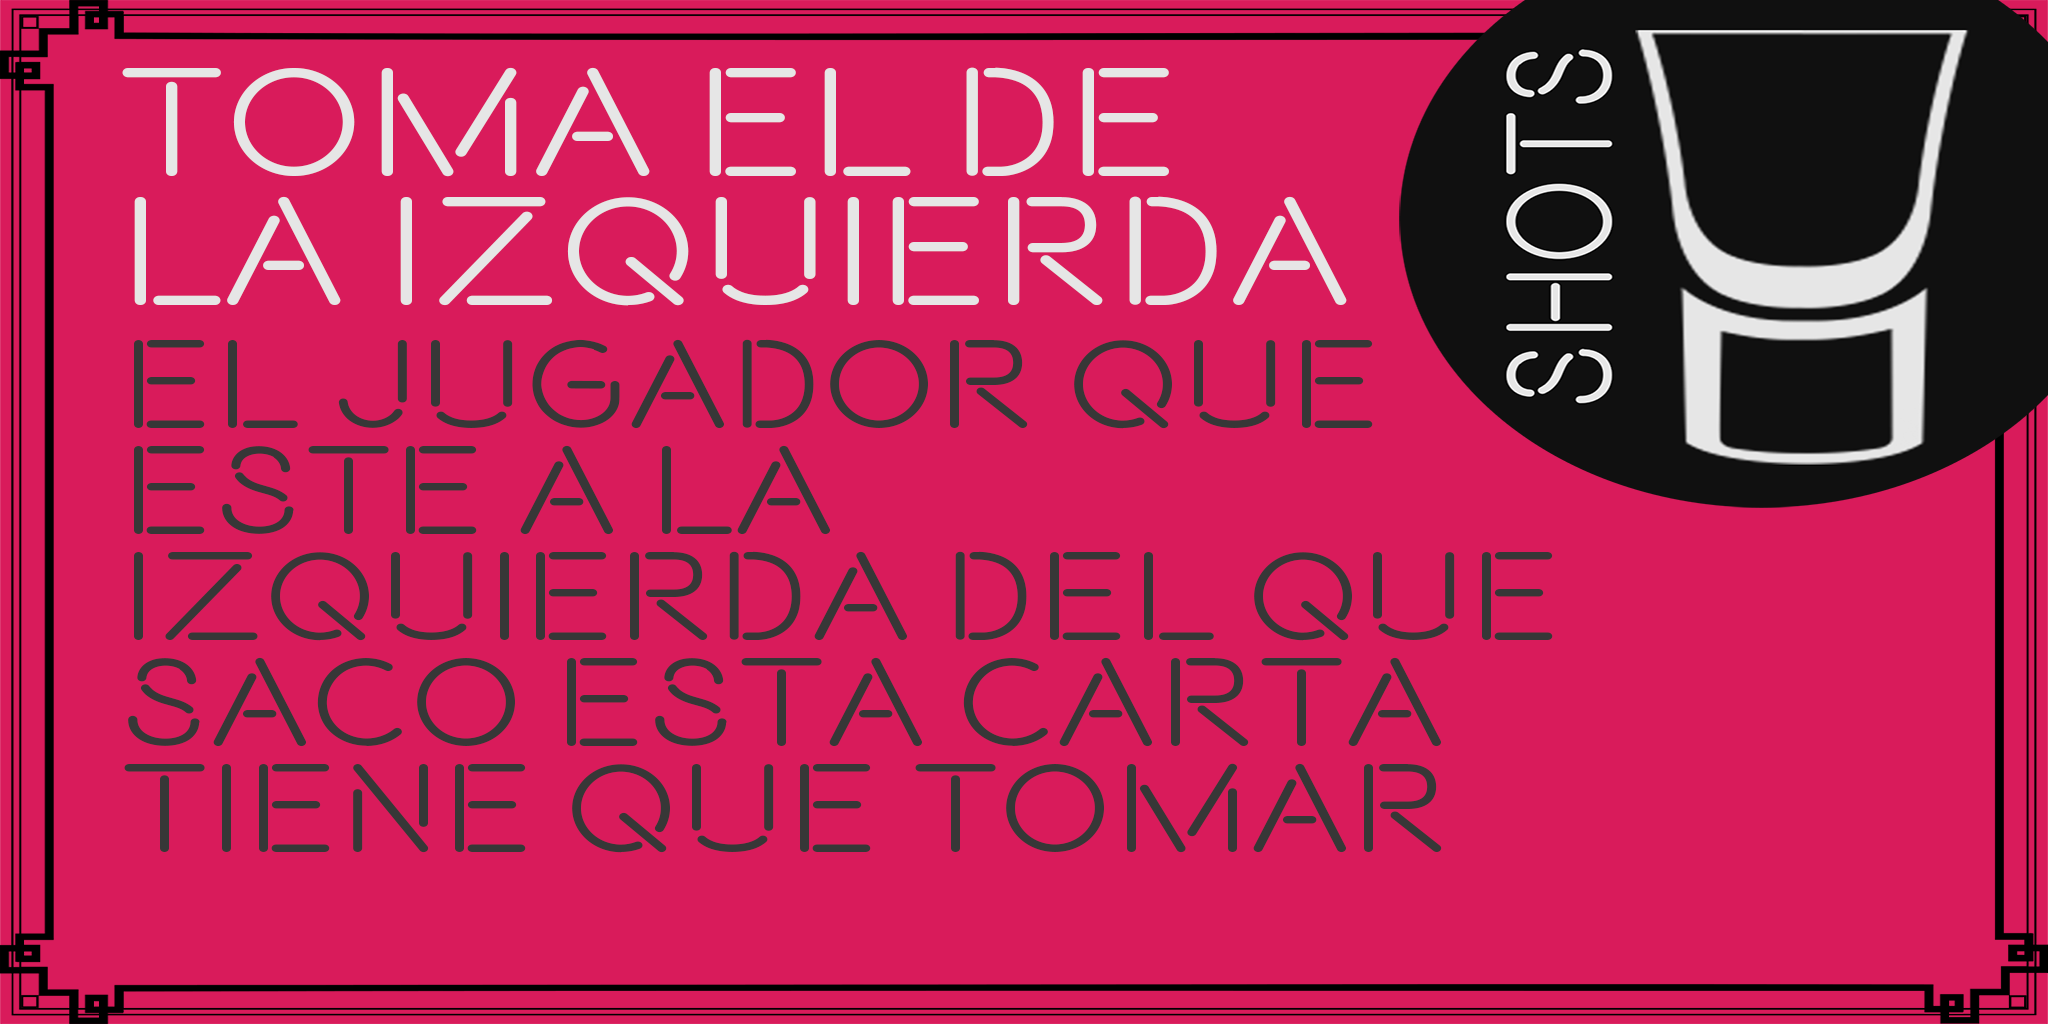 TOMA EL DE
LA IZQUIERDA
SHOTS
EL JUGADOR QUE
ESTE A LA
IZQUIERDA DEL QUE
SACO ESTA CARTA
TIENE QUE TOMAR